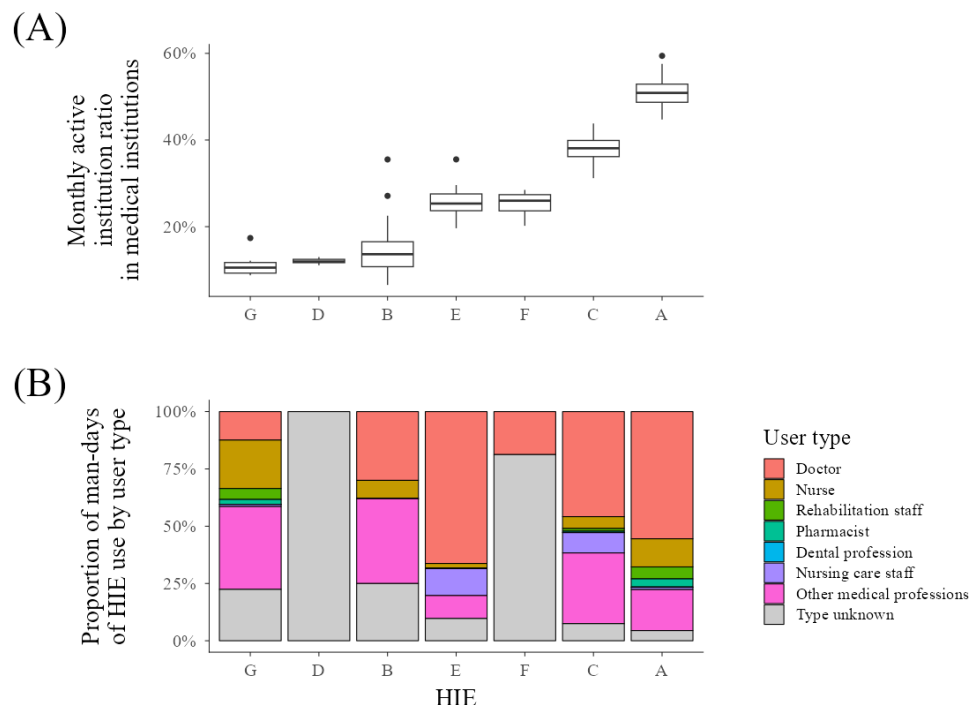 (A)
Monthly active
institution ratio
in medical institutions
60%
40%
20%
G D B E F C A
(B)
Proportion of man-days
of HIE use by user type
100%
75%
50%
25%
0%
G D B E F C A
HIE
User type
Doctor
Nurse
Rehabilitation staff
Pharmacist
Dental profession
Nursing care staff
Other medical professions
Type unknown